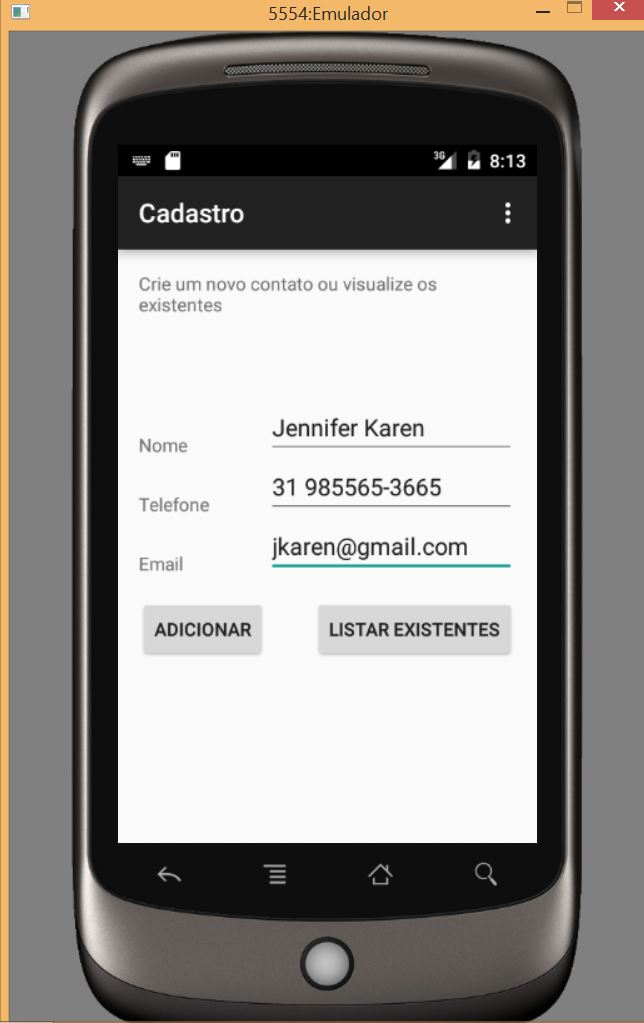 5554:Emulador
3G 8:13
Cadastro
Crie um novo contato ou visualize os
existentes
Nome Jennifer Karen
Telefone 31 985565-3665
Email jkaren@gmail.com
ADICIONAR LISTAR EXISTENTES